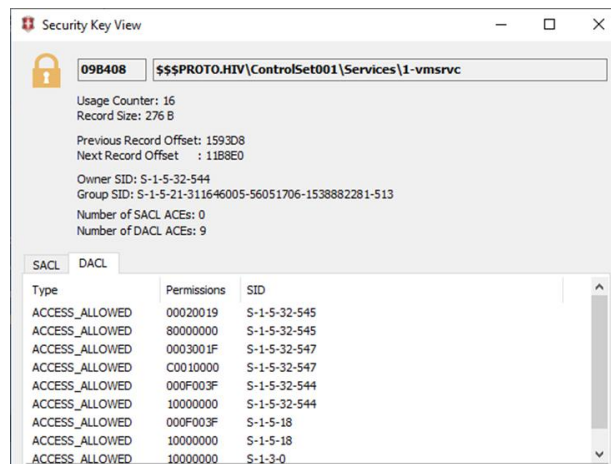 Security Key View
09B408 $$$PROTO.HIV\ControlSet001\Services\1-vmsrvc
Usage Counter: 16
Record Size: 276 B
Previous Record Offset: 1593D8
Next Record Offset : 11B8E0
Owner SID: S-1-5-32-544
Group SID: S-1-5-21-311646005-56051706-1538882281-513
Number of SACL ACEs: 0
Number of DACL ACEs: 9
SACL DACL
Type Permissions SID
ACCESS_ALLOWED 00020019 S-1-5-32-545
ACCESS_ALLOWED 80000000 S-1-5-32-545
ACCESS_ALLOWED 0003001F S-1-5-32-547
ACCESS_ALLOWED C0010000 S-1-5-32-547
ACCESS_ALLOWED 000F003F S-1-5-32-544
ACCESS_ALLOWED 10000000 S-1-5-32-544
ACCESS_ALLOWED 000F003F S-1-5-18
ACCESS_ALLOWED 10000000 S-1-5-18
ACCESS_ALLOWED 10000000 S-1-3-0